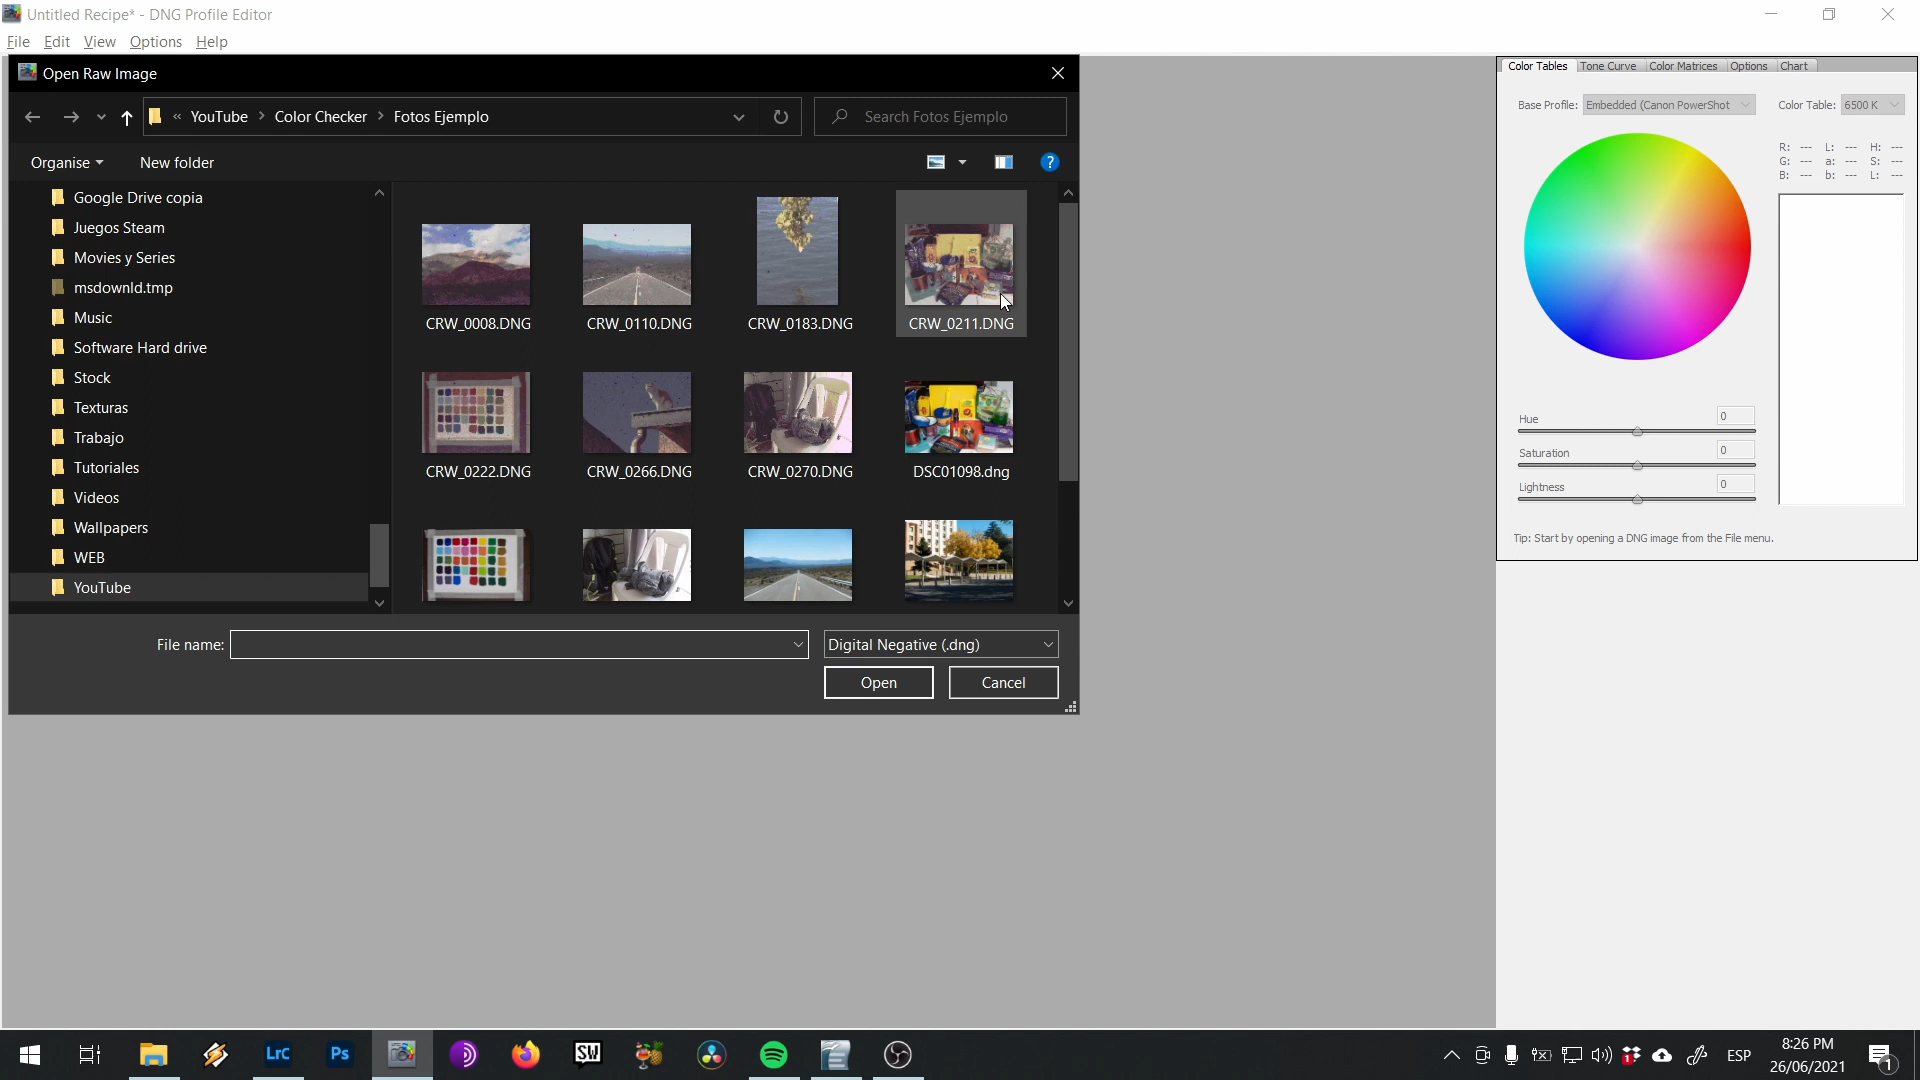 Untitled Recipe* - DNG Profile Editor
File Edit View Options Help
Open Raw Image
« YouTube > Color Checker > Fotos Ejemplo
Search Fotos Ejemplo
Organise New folder
?
Google Drive copia
Juegos Steam
Movies y Series
msdownld.tmp
Music
Software Hard drive
Stock
Texturas
Trabajo
Tutoriales
Videos
Wallpapers
WEB
YouTube
CRW_0008.DNG CRW_0110.DNG CRW_0183.DNG CRW_0211.DNG
CRW_0222.DNG CRW_0266.DNG CRW_0270.DNG DSC01098.dng
File name:
Digital Negative (.dng)
Open Cancel
Color Tables Tone Curve Color Matrices Options Chart
Base Profile: Embedded (Canon PowerShot Color Table: 6500 K
R: --- L: --- H: ---
G: --- a: --- S: ---
B: --- b: --- L: ---
Hue 0
Saturation 0
Lightness 0
Tip: Start by opening a DNG image from the File menu.
LrC Ps SW
1
ESP
8:26 PM
26/06/2021
1